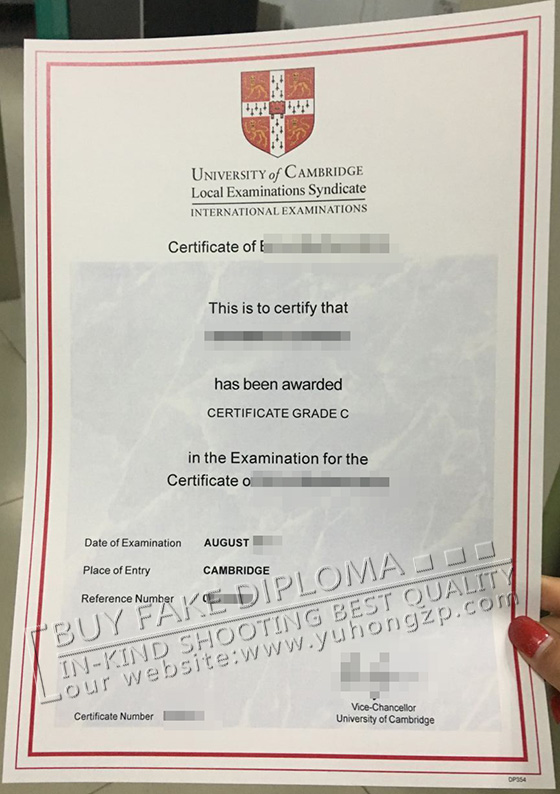 UNIVERSITY of CAMBRIDGE
Local Examinations Syndicate
INTERNATIONAL EXAMINATIONS
Certificate of
This is to certify that
has been awarded
CERTIFICATE GRADE C
in the Examination for the
Certificate o
Date of Examination AUGUST
Place of Entry CAMBRIDGE
Reference Number
BUY FAKE DIPLOMA
IN-KIND SHOOTING BEST QUALITY
our website:www.yuhongzp.com
Vice-Chancellor
Certificate Number University of Cambridge
DP354